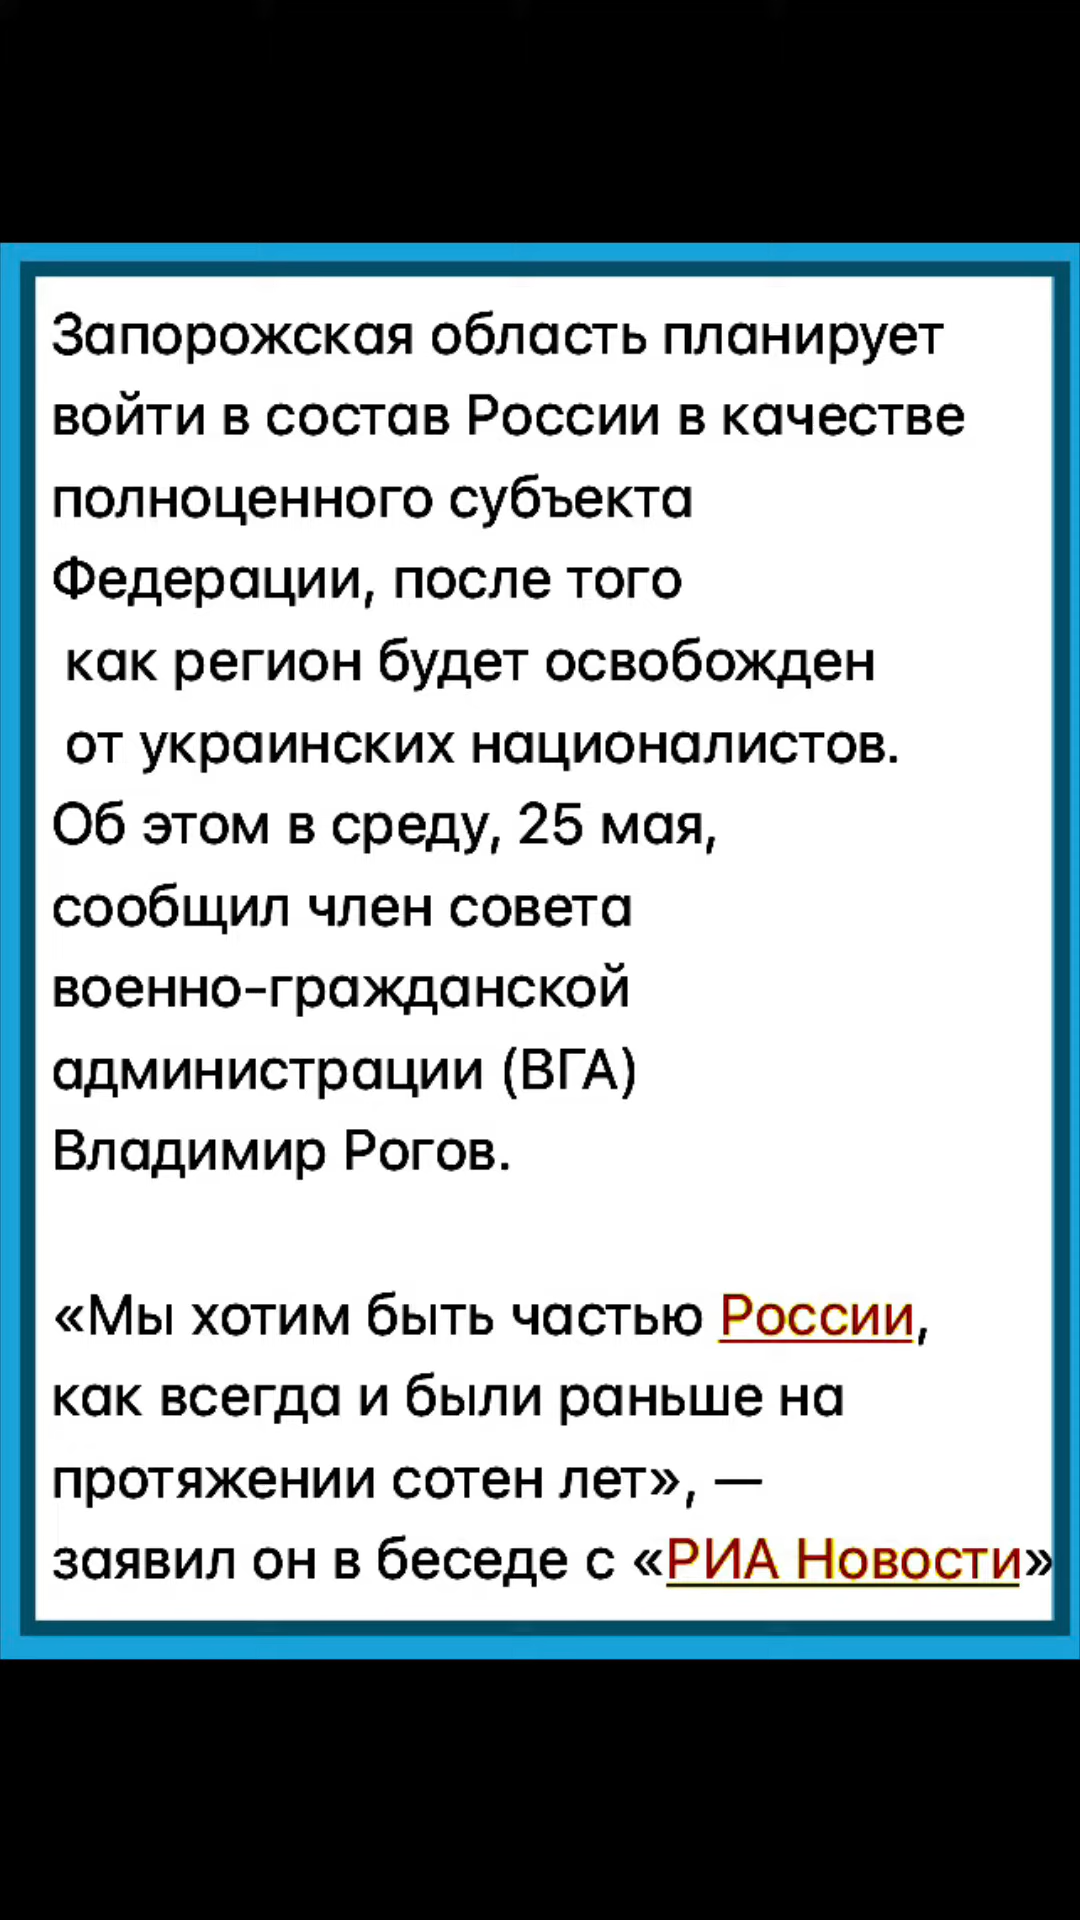 Запорожская область планирует
войти в состав России в качестве
полноценного субъекта
Федерации, после того
как регион будет освобожден
от украинских националистов.
Об этом в среду, 25 мая,
сообщил член совета
военно-гражданской
администрации (ВГА)
Владимир Рогов.
«Мы хотим быть частью России,
как всегда и были раньше на
протяжении сотен лет», —
заявил он в беседе с «РИА Новости»